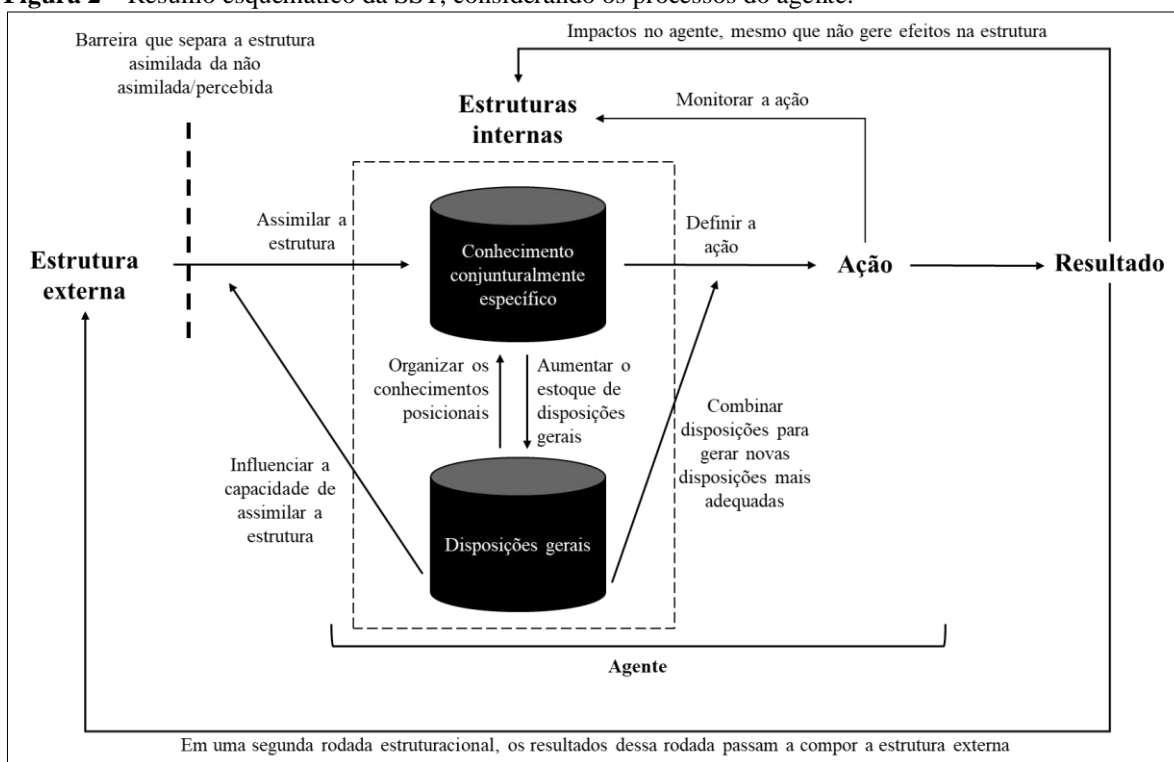 Figura 2 – Resumo esquemático da SST, considerando os processos do agente.
Barreira que separa a estrutura
asimilada da não
asimilada/percebida
Impactos no agente, mesmo que não gere efeitos na estrutura
Estruturas
internas
Monitorar a ação
Assimilar a
estrutura
Definir a
ação
Estrutura
externa
Conhecimento
conjunturalmente
específico
Ação
Resultado
Organizar os
conhecimentos
posicionais
Aumentar o
estoque de
disposições
gerais
Combinar
disposições para
gerar novas
disposições mais
adequadas
Influenciar a
capacidade de
assimilar a
estrutura
Disposições gerais
Agente
Em uma segunda rodada estruturacional, os resultados dessa rodada passam a compor a estrutura externa